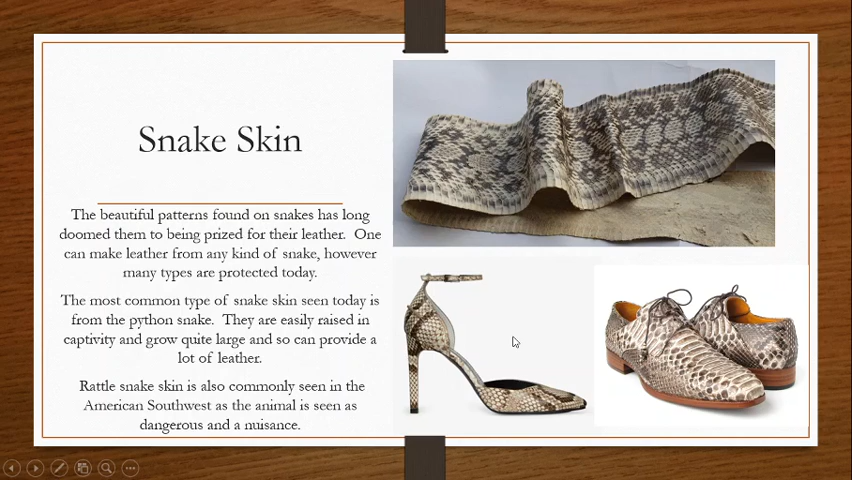 Snake Skin
The beautiful patterns found on snakes has long
doomed them to being prized for their leather. One
can make leather from any kind of snake, however
many types are protected today.
The most common type of snake skin seen today is
from the python snake. They are easily raised in
captivity and grow quite large and so can provide a
lot of leather.
Rattle snake skin is also commonly seen in the
American Southwest as the animal is seen as
dangerous and a nuisance.